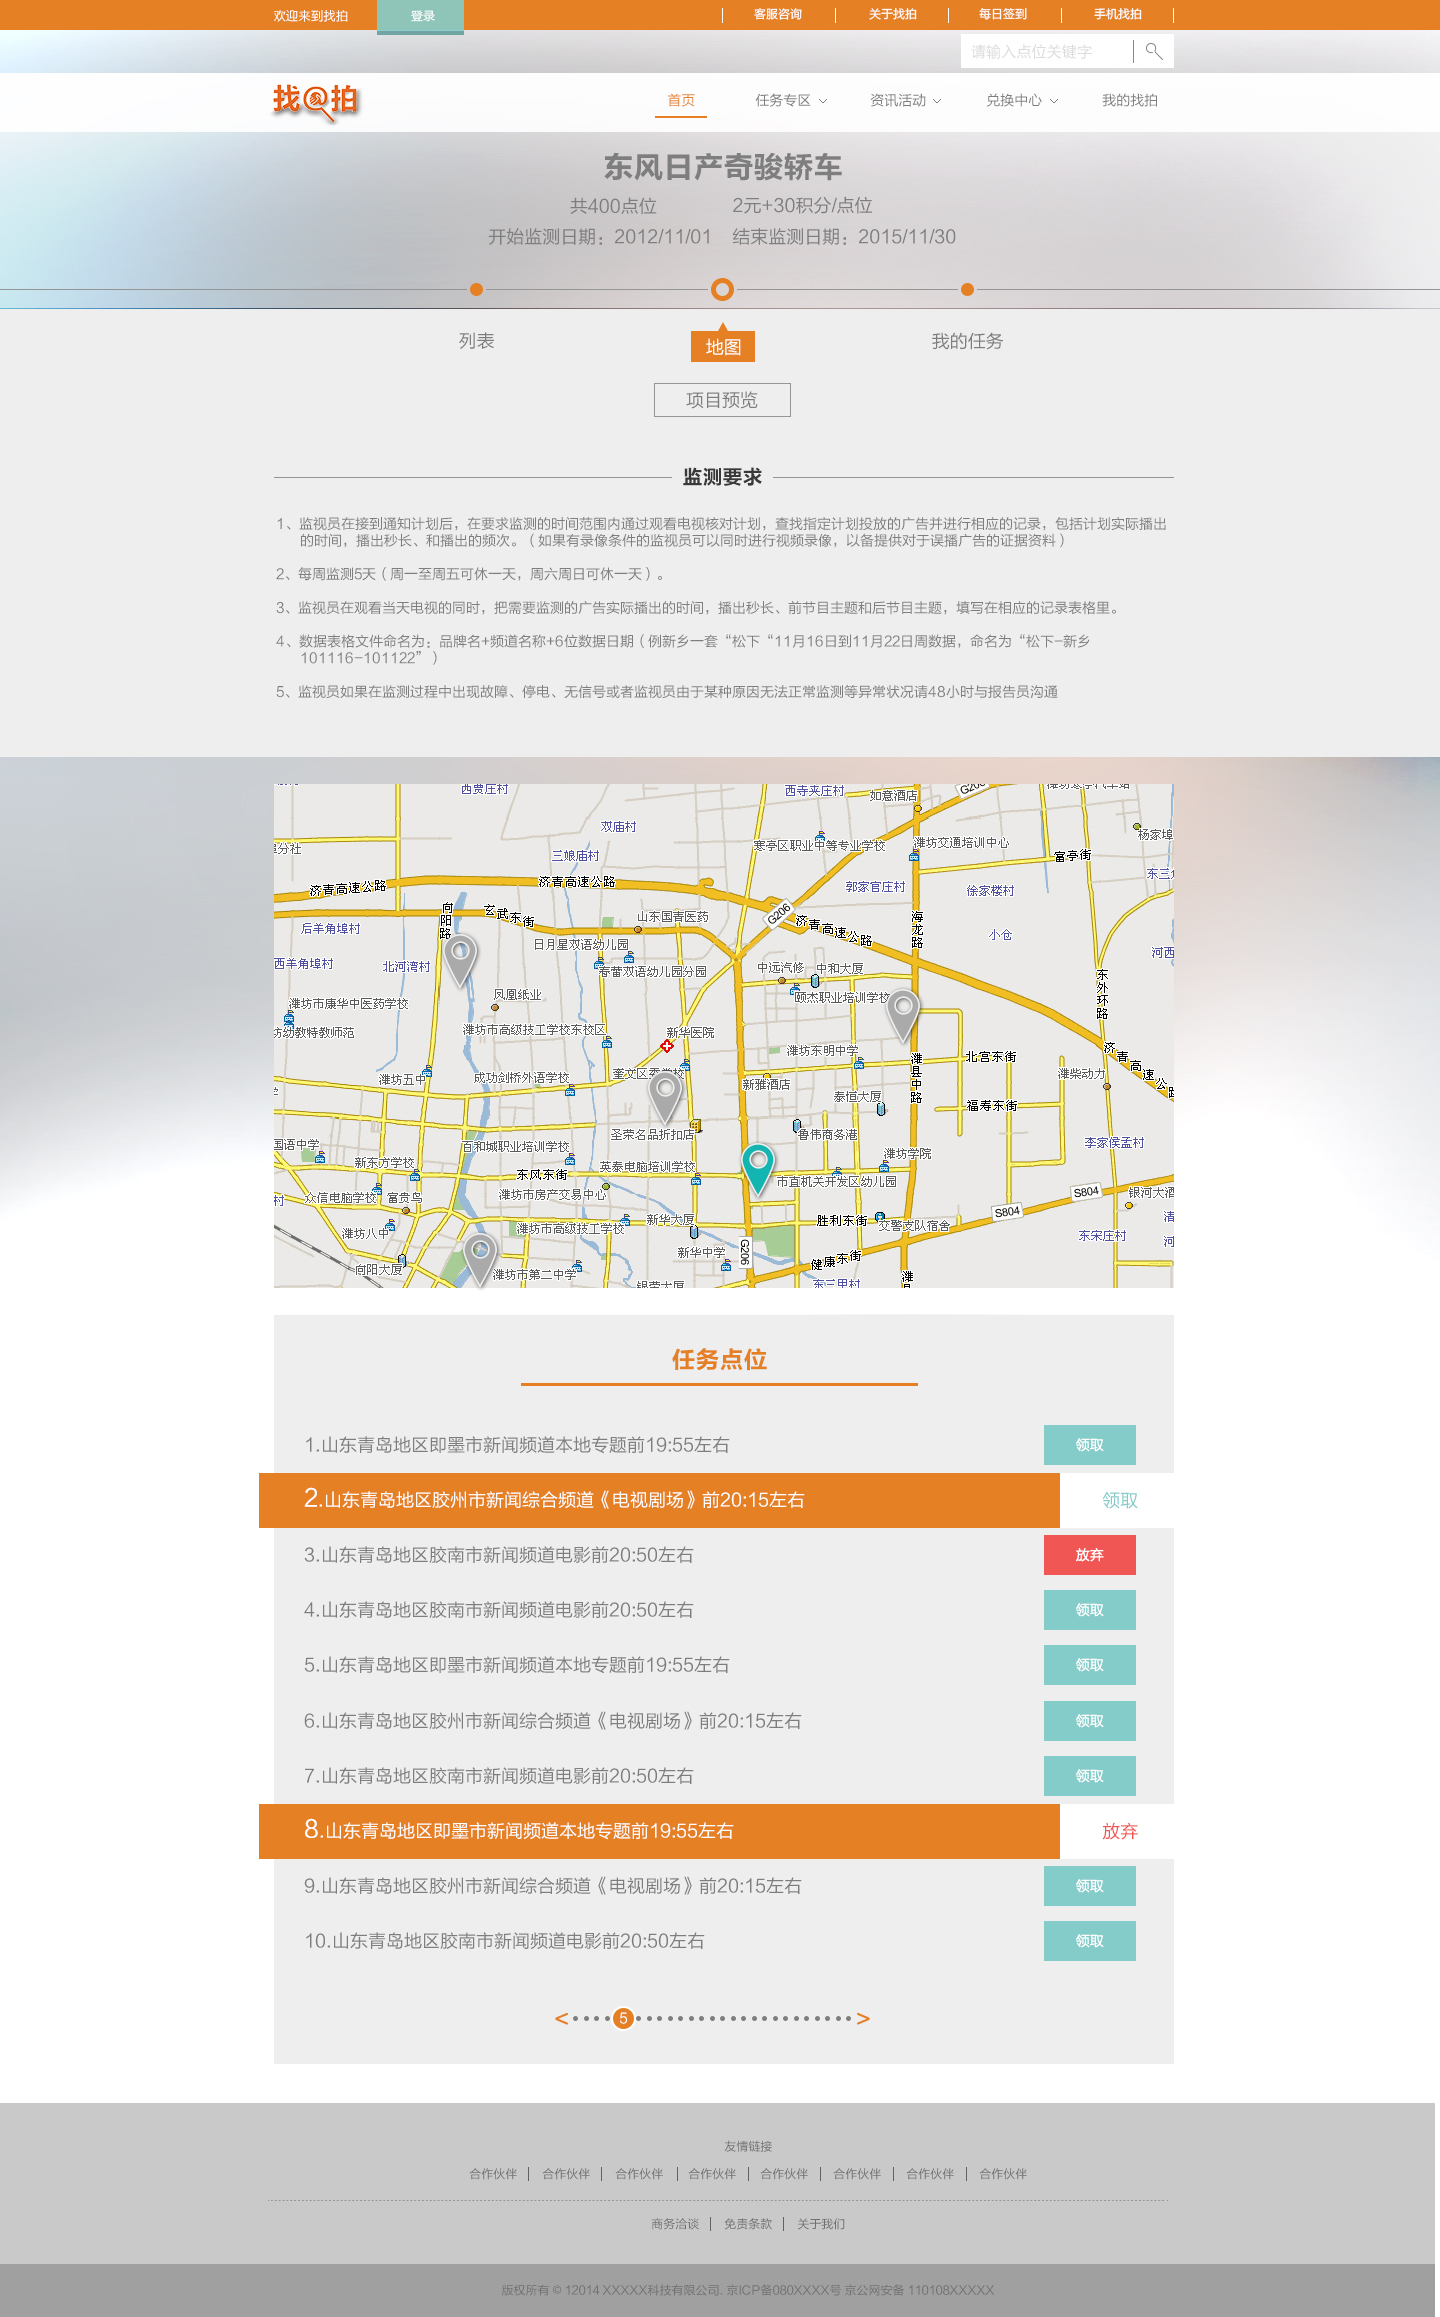 欢迎来到找拍
登录
客服咨询
关于找拍
每日签到
手机找拍
请输入点位关键字
找@拍
首页
任务专区
资讯活动
兑换中心
我的找拍
东风日产奇骏轿车
共400点位
2元+30积分/点位
开始监测日期：2012/11/01
结束监测日期：2015/11/30
列表
地图
我的任务
项目预览
监测要求
1、监视员在接到通知计划后，在要求监测的时间范围内通过观看电视核对计划，查找指定计划投放的广告并进行相应的记录，包括计划实际播出
的时间，播出秒长、和播出的频次。（如果有录像条件的监视员可以同时进行视频录像，以备提供对于误播广告的证据资料）
2、每周监测5天（周一至周五可休一天，周六周日可休一天）。
3、监视员在观看当天电视的同时，把需要监测的广告实际播出的时间，播出秒长、前节目主题和后节目主题，填写在相应的记录表格里。
4、数据表格文件命名为：品牌名+频道名称+6位数据日期（例新乡一套“松下“11月16日到11月22日周数据，命名为“松下-新乡
101116-101122”）
5、监视员如果在监测过程中出现故障、停电、无信号或者监视员由于某种原因无法正常监测等异常状况请48小时与报告员沟通
西贾庄村
西寺夹庄村
如意酒店
G206
双庙村
杨家埠
分社
三娘庙村
寒亭区职业中等专业学校
潍坊交通培训中心
富亭街
济青高速公路
济青高速公路
郭家官庄村
徐家楼村
东三
向阳路
玄武东街
山东国青医药
G206
济青高速公路
海龙路
小仓
后羊角埠村
日月星双语幼儿园
河西
西羊角埠村
北河湾村
春蕾双语幼儿园分园
中远汽修
中和大厦
东外环路
潍坊市康华中医药学校
凤凰纸业
颐杰职业培训学校
坊幼教特教师范
潍坊市高级技工学校东校区
新华医院
潍坊东明中学
北宫东街
济青高速公路
潍坊五中
成功剑桥外语学校
奎文区委党校
新雅酒店
潍县中路
潍柴动力
泰恒大厦
福寿东街
国语中学
圣荣名品折扣店
鲁伟商务港
李家侯孟村
新东方学校
百和城职业培训学校
东风东街
英泰电脑培训学校
潍坊学院
市直机关开发区幼儿园
众信电脑学校
富贵鸟
潍坊市房产交易中心
S804
银河大酒
潍坊八中
潍坊市高级技工学校
新华大厦
胜利东街
交警支队宿舍
S804
清
东宋庄村
河
向阳大厦
潍坊市第二中学
新华中学
G206
健康东街
银荣大厦
东三里村
任务点位
1.山东青岛地区即墨市新闻频道本地专题前19:55左右
领取
2.山东青岛地区胶州市新闻综合频道《电视剧场》前20:15左右
领取
3.山东青岛地区胶南市新闻频道电影前20:50左右
放弃
4.山东青岛地区胶南市新闻频道电影前20:50左右
领取
5.山东青岛地区即墨市新闻频道本地专题前19:55左右
领取
6.山东青岛地区胶州市新闻综合频道《电视剧场》前20:15左右
领取
7.山东青岛地区胶南市新闻频道电影前20:50左右
领取
8.山东青岛地区即墨市新闻频道本地专题前19:55左右
放弃
9.山东青岛地区胶州市新闻综合频道《电视剧场》前20:15左右
领取
10.山东青岛地区胶南市新闻频道电影前20:50左右
领取
< 5 >
友情链接
合作伙伴 | 合作伙伴 | 合作伙伴 | 合作伙伴 | 合作伙伴 | 合作伙伴 | 合作伙伴 | 合作伙伴
商务洽谈 | 免责条款 | 关于我们
版权所有 © 12014 XXXXX科技有限公司. 京ICP备080XXXX号 京公网安备 110108XXXXX